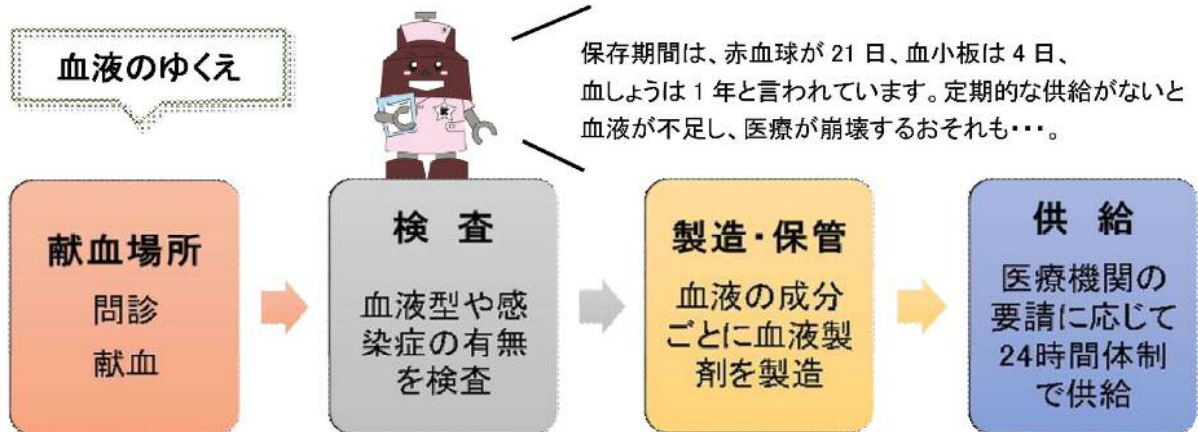 血液のゆくえ
保存期間は、赤血球が 21 日、血小板は 4 日、
血しょうは 1 年と言われています。定期的な供給がないと
血液が不足し、医療が崩壊するおそれも・・・。
献血場所
問診
献血
検 査
血液型や感
染症の有無
を検査
製造・保管
血液の成分
ごとに血液製
剤を製造
供 給
医療機関の
要請に応じて
24時間体制
で供給